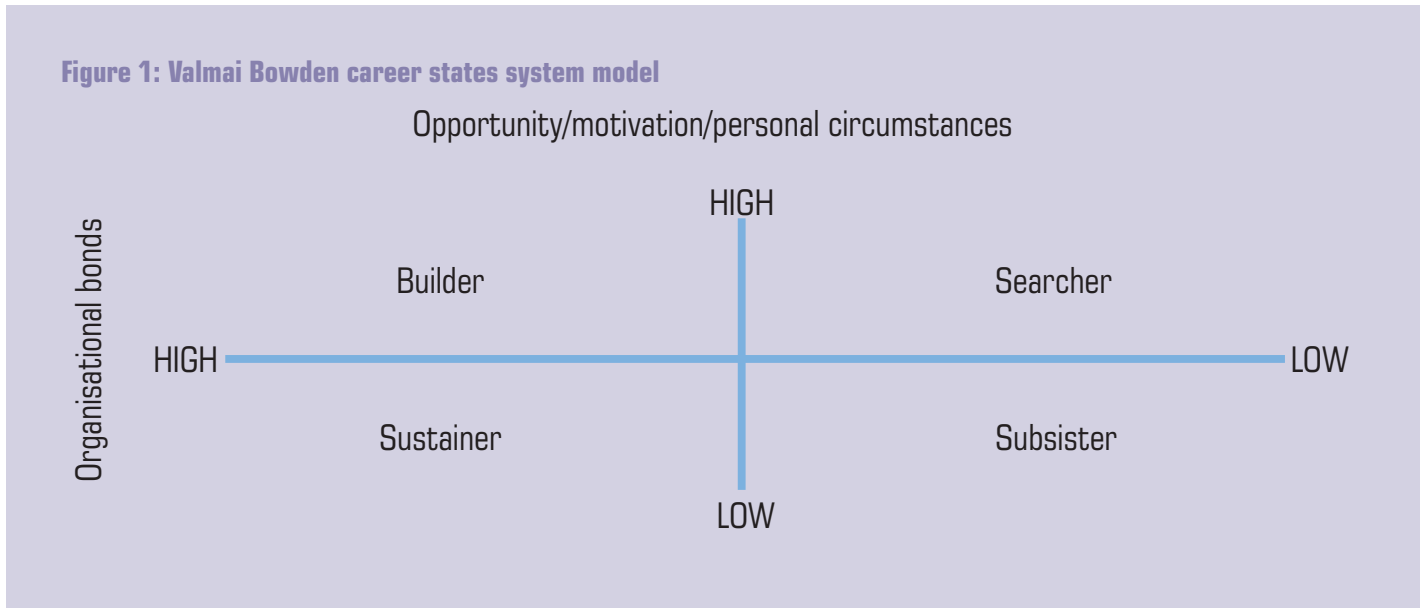 Figure 1: Valmai Bowden career states system model
Opportunity/motivation/personal circumstances
HIGH
Organisational bonds
Builder
Searcher
HIGH
LOW
Sustainer
Subsister
LOW